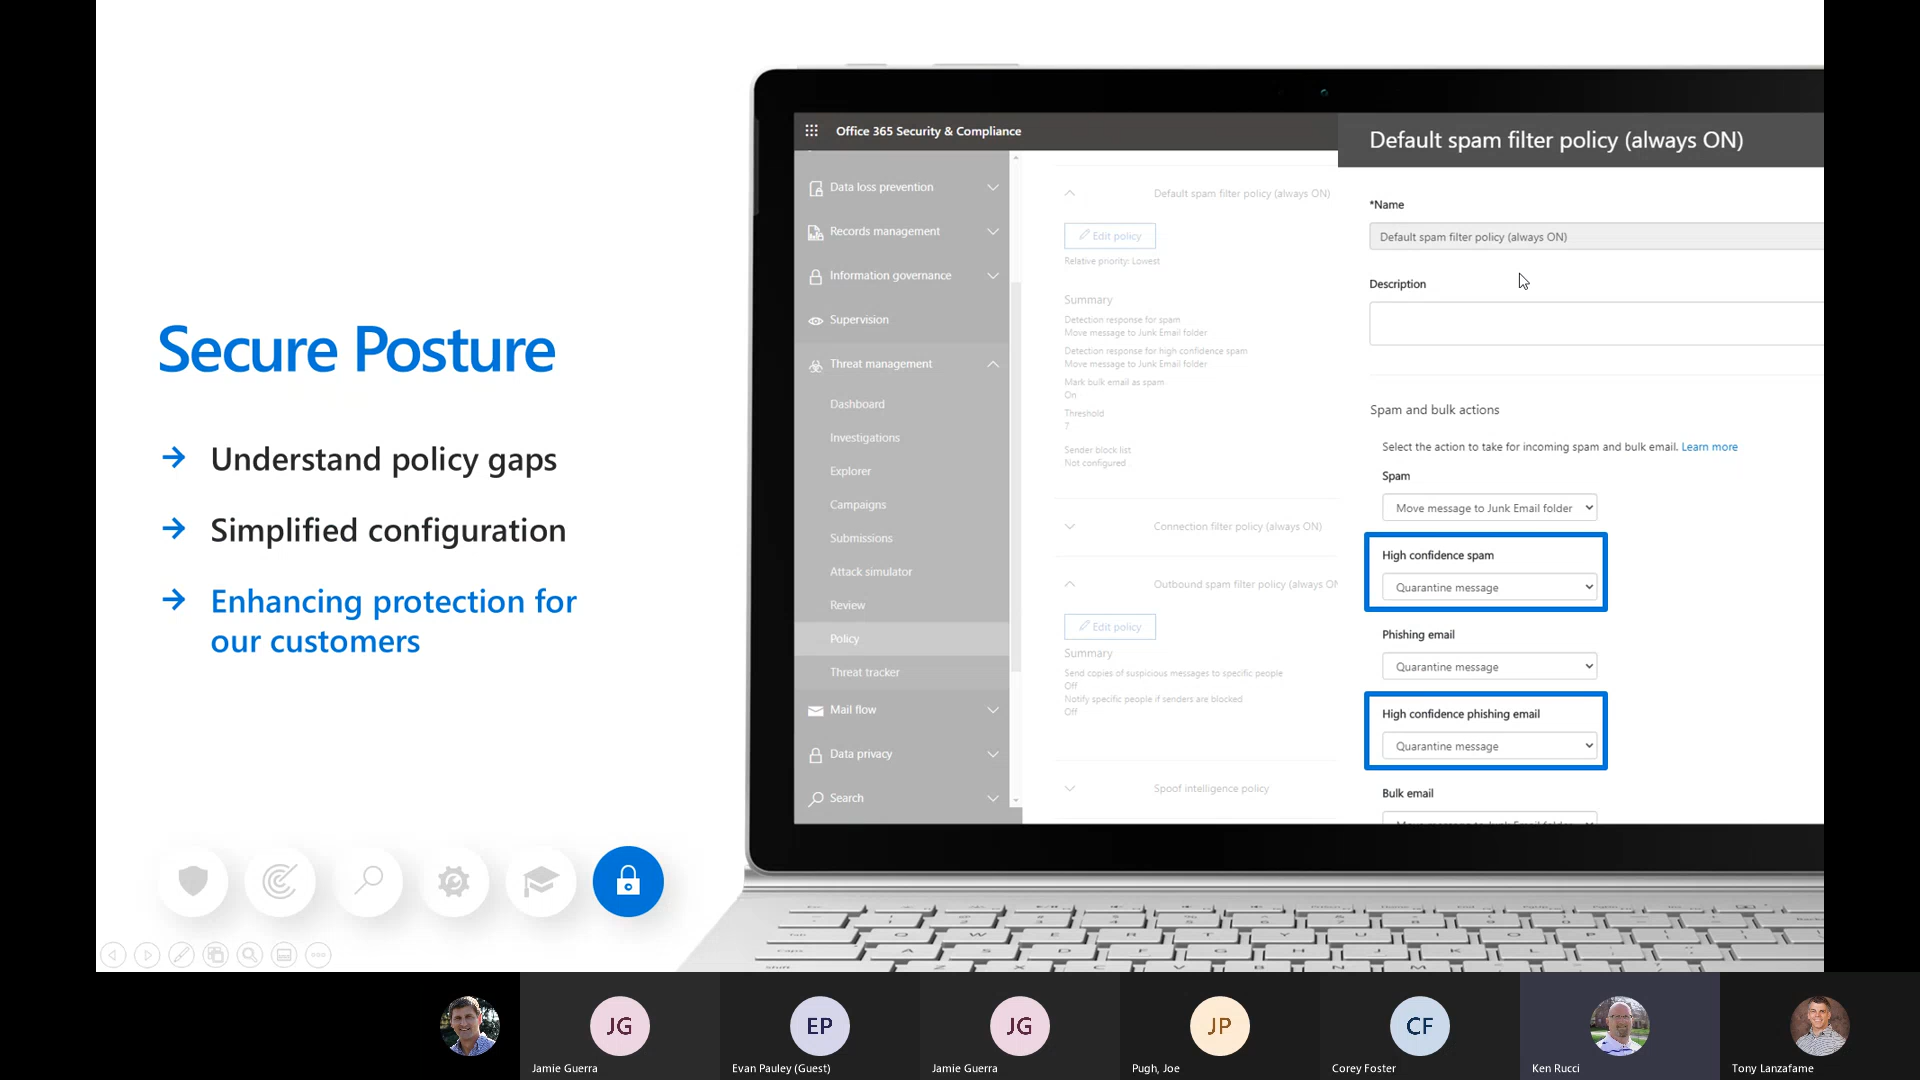 Secure Posture
Understand policy gaps
Simplified configuration
Enhancing protection for
our customers
Office 365 Security & Compliance
Data loss prevention
Records management
Information governance
Supervision
Threat management
Dashboard
Investigations
Explorer
Campaigns
Submissions
Attack simulator
Review
Policy
Threat tracker
Mail flow
Data privacy
Search
Default spam filter policy (always ON)
Edit policy
Relative priority: Lowest
Summary
Detection response for spam
Move message to Junk Email folder
Detection response for high confidence spam
Move message to Junk Email folder
Mark bulk email as spam
On
Threshold
7
Sender block list
Not configured
Connection filter policy (always ON)
Outbound spam filter policy (always ON
Edit policy
Summary
Send copies of suspicious messages to specific people
Off
Notify specific people if senders are blocked
Off
Spoof intelligence policy
Default spam filter policy (always ON)
*Name
Default spam filter policy (always ON)
Description
Spam and bulk actions
Select the action to take for incoming spam and bulk email. Learn more
Spam
Move message to Junk Email folder
High confidence spam
Quarantine message
Phishing email
Quarantine message
High confidence phishing email
Quarantine message
Bulk email
JG
EP
JG
JP
CF
Jamie Guerra
Evan Pauley (Guest)
Jamie Guerra
Pugh, Joe
Corey Foster
Ken Rucci
Tony Lanzafame